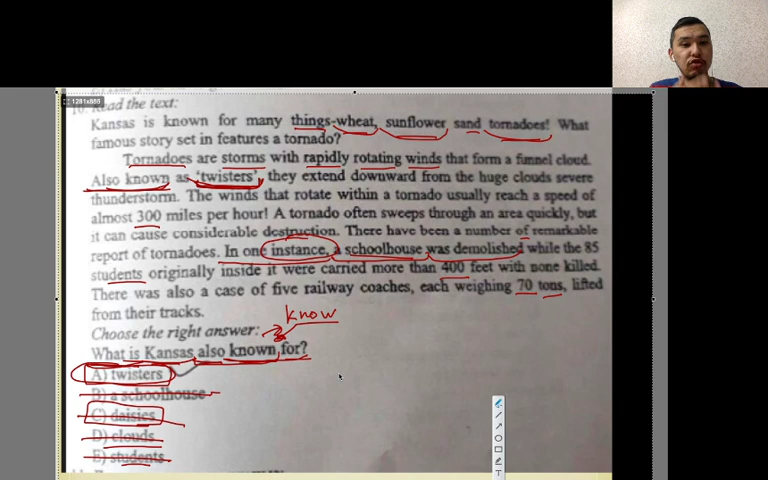 1281x886
Read the text:
Kansas is known for many things-wheat, sunflower sand tornadoes! What
famous story set in features a tornado?
Tornadoes are storms with rapidly rotating winds that form a funnel cloud.
Also known as 'twisters', they extend downward from the huge clouds severe
thunderstorm. The winds that rotate within a tornado usually reach a speed of
almost 300 miles per hour! A tornado often sweeps through an area quickly, but
it can cause considerable destruction. There have been a number of remarkable
report of tornadoes. In one instance, a schoolhouse was demolished while the 85
students originally inside it were carried more than 400 feet with none killed.
There was also a case of five railway coaches, each weighing 70 tons, lifted
from their tracks.
know
Choose the right answer:
What is Kansas also known for?
A) twisters
B) a schoolhouse
C) daisies
D) clouds
E) students
T